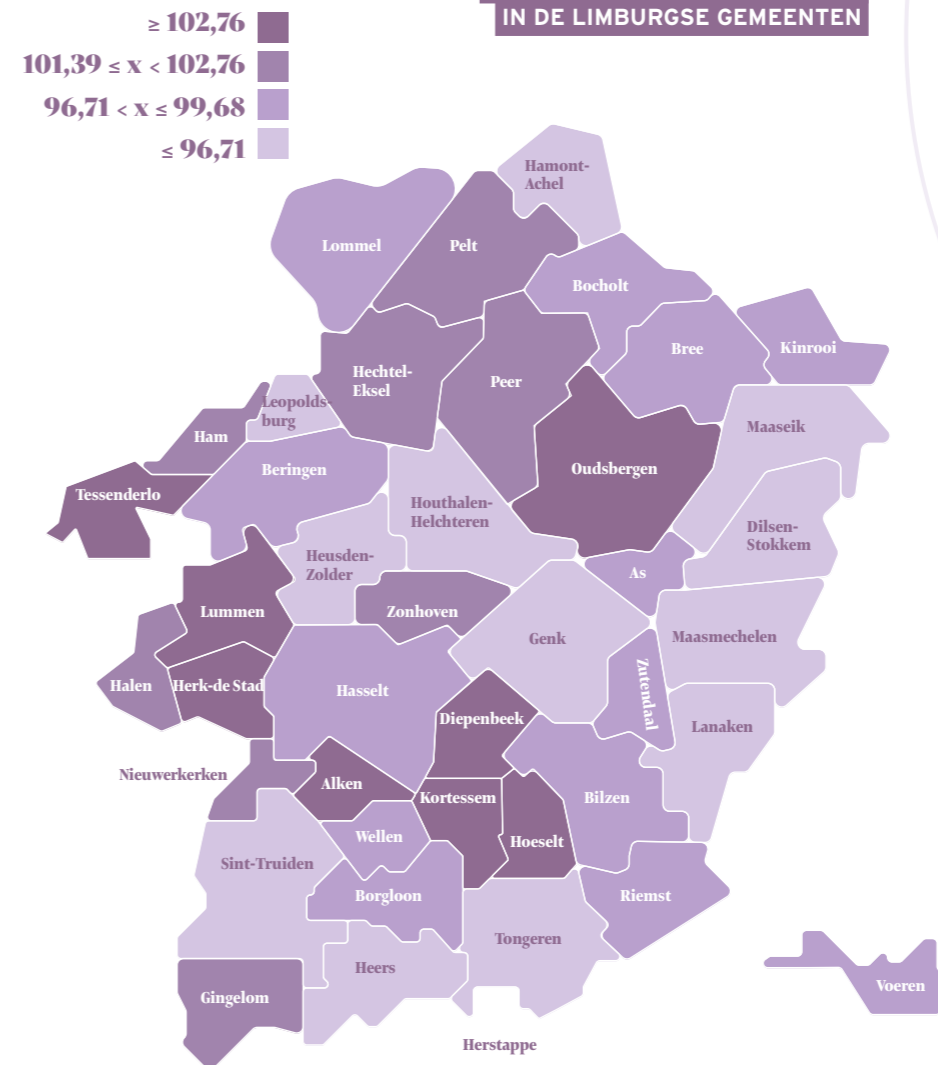 IN DE LIMBURGSE GEMEENTEN
≥ 102,76
101,39 ≤ x < 102,76
96,71 < x ≤ 99,68
≤ 96,71
Hamont-
Achel
Lommel
Pelt
Bocholt
Bree
Kinrooi
Hechtel-
Eksel
Peer
Leopolds-
burg
Ham
Maaseik
Beringen
Oudsbergen
Tessenderlo
Houthalen-
Helchteren
Dilsen-
Stokkem
Heusden-
Zolder
As
Lummen
Zonhoven
Genk
Maasmechelen
Halen
Herk-de Stad
Hasselt
Zutendaal
Diepenbeek
Lanaken
Nieuwerkerken
Alken
Kortessem
Bilzen
Wellen
Hoeselt
Sint-Truiden
Borgloon
Riemst
Tongeren
Heers
Voeren
Gingelom
Herstappe